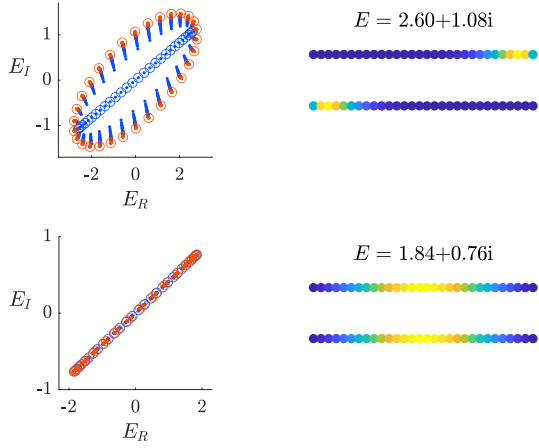 1
E_I
0
-1
-2
0
2
E_R
E = 2.60+1.08i
1
E_I
0
-1
-2
0
2
E_R
E = 1.84+0.76i